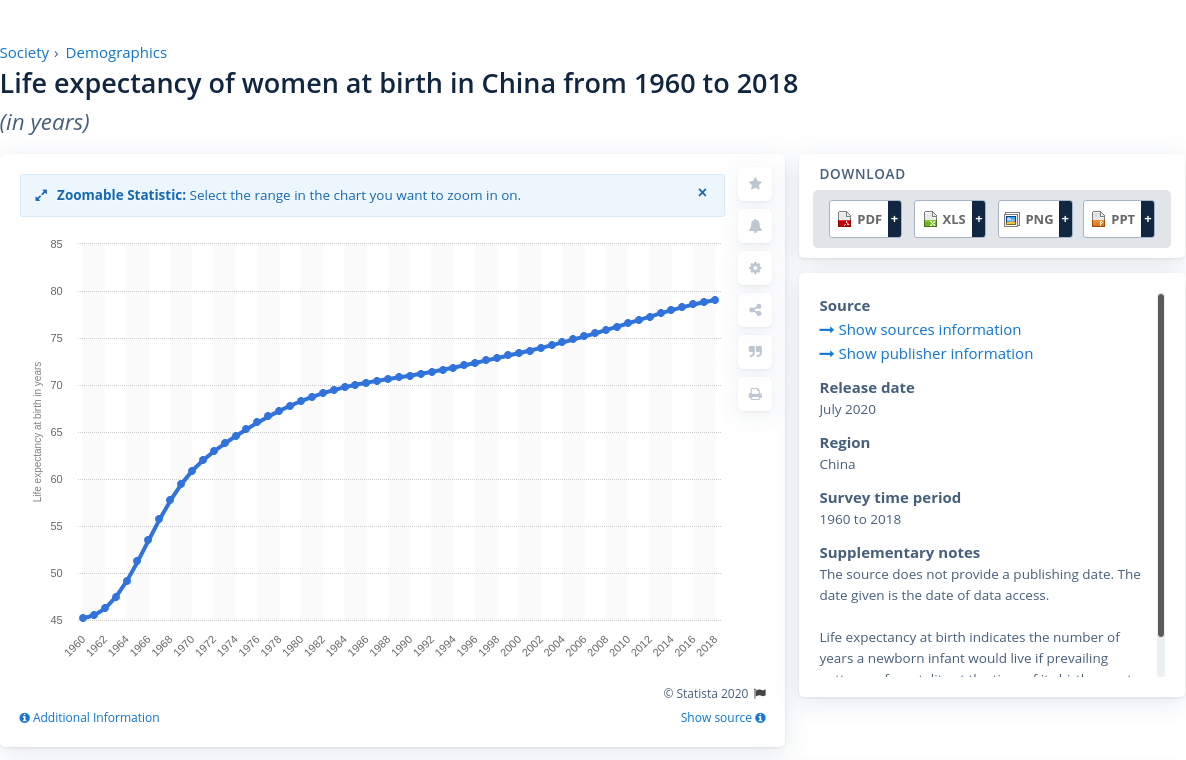 Society › Demographics
Life expectancy of women at birth in China from 1960 to 2018
(in years)
Zoomable Statistic: Select the range in the chart you want to zoom in on.
×
85
80
75
70
65
60
55
50
45
Life expectancy at birth in years
1960
1962
1964
1966
1968
1970
1972
1974
1976
1978
1980
1982
1984
1986
1988
1990
1992
1994
1996
1998
2000
2002
2004
2006
2008
2010
2012
2014
2016
2018
© Statista 2020
Additional Information
Show source
DOWNLOAD
PDF +
XLS +
PNG +
PPT +
Source
Show sources information
Show publisher information
Release date
July 2020
Region
China
Survey time period
1960 to 2018
Supplementary notes
The source does not provide a publishing date. The
date given is the date of data access.
Life expectancy at birth indicates the number of
years a newborn infant would live if prevailing